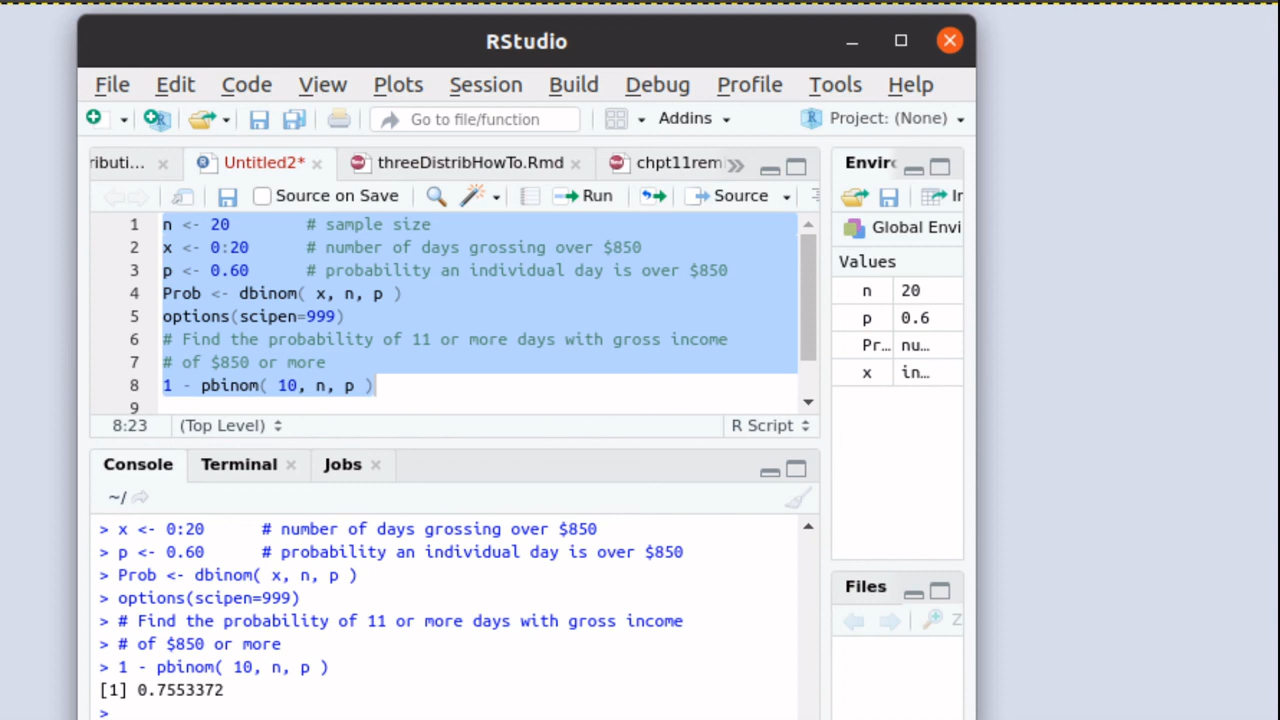 RStudio
File Edit Code View Plots Session Build Debug Profile Tools Help
Go to file/function Addins Project: (None)
ributi... Untitled2* threeDistribHowTo.Rmd chpt11rem
Source on Save Run Source
1 n <- 20 # sample size
2 x <- 0:20 # number of days grossing over $850
3 p <- 0.60 # probability an individual day is over $850
4 Prob <- dbinom( x, n, p )
5 options(scipen=999)
6 # Find the probability of 11 or more days with gross income
7 # of $850 or more
8 1 - pbinom( 10, n, p )
9
8:23 (Top Level) R Script
Console Terminal Jobs
~/
> x <- 0:20 # number of days grossing over $850
> p <- 0.60 # probability an individual day is over $850
> Prob <- dbinom( x, n, p )
> options(scipen=999)
> # Find the probability of 11 or more days with gross income
> # of $850 or more
> 1 - pbinom( 10, n, p )
[1] 0.7553372
>
Envir
In
Global Envi
Values
n 20
p 0.6
Pr... nu...
x in...
Files
Z